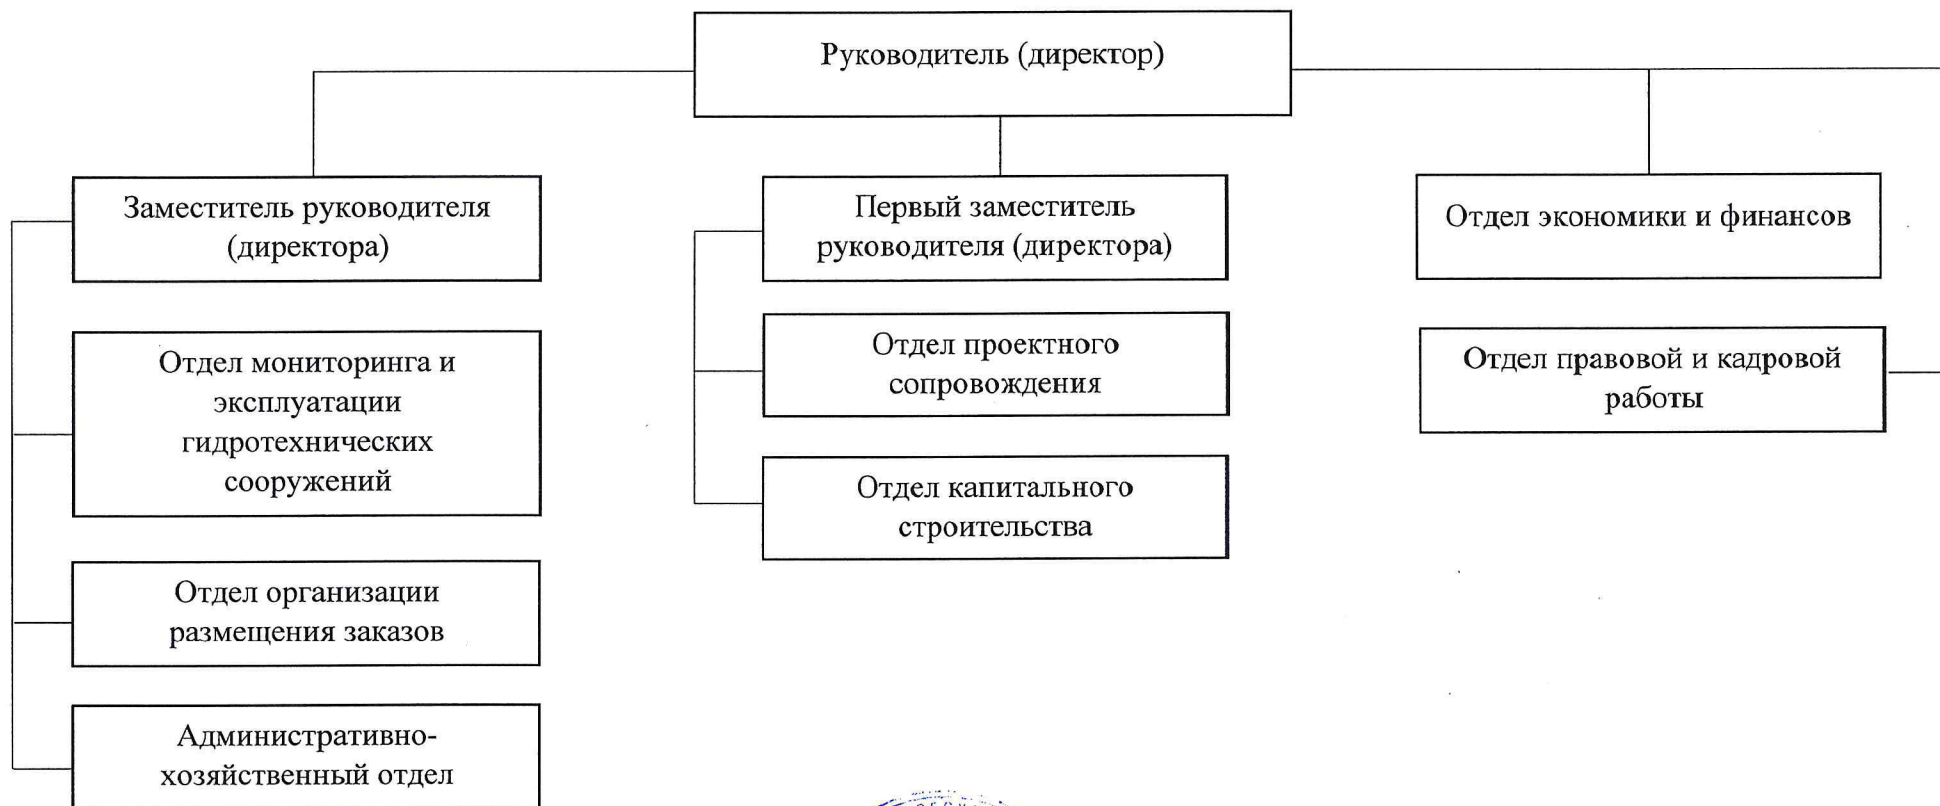 Руководитель (директор)
Заместитель руководителя
(директора)
Первый заместитель
руководителя (директора)
Отдел экономики и финансов
Отдел мониторинга и
эксплуатации
гидротехнических
сооружений
Отдел проектного
сопровождения
Отдел правовой и кадровой
работы
Отдел капитального
строительства
Отдел организации
размещения заказов
Административно-
хозяйственный отдел